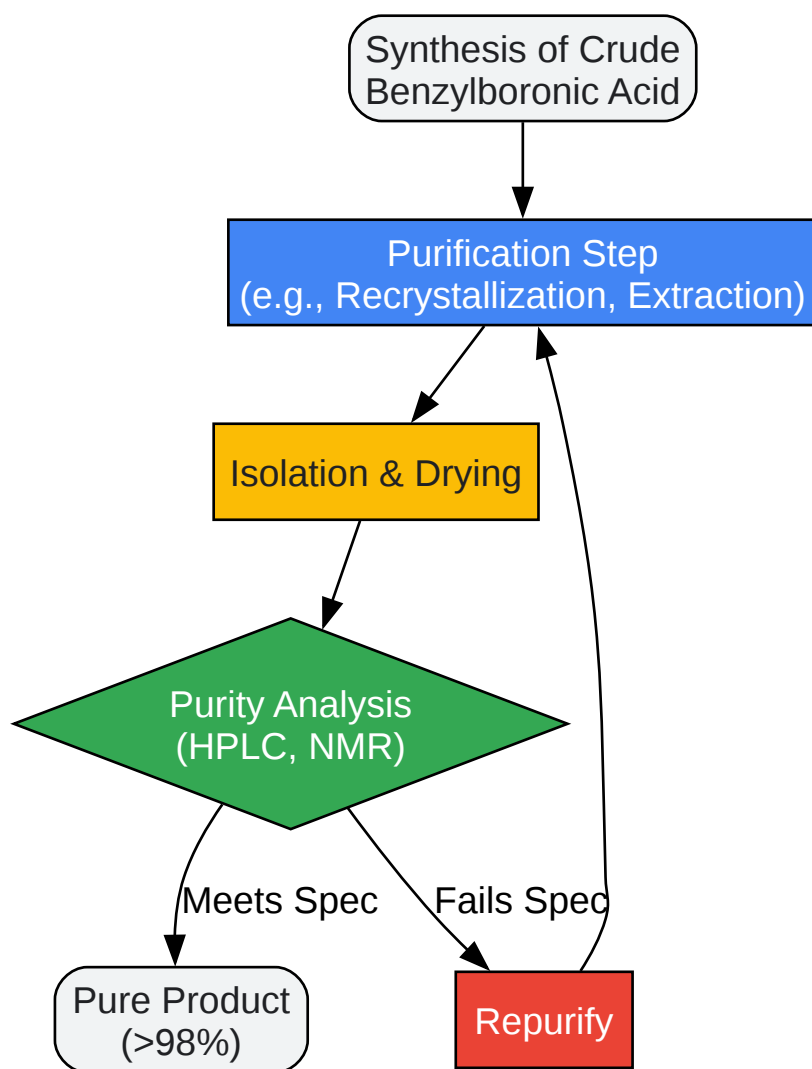 Synthesis of Crude
Benzylboronic Acid
Purification Step
(e.g., Recrystallization, Extraction)
Isolation & Drying
Purity Analysis
(HPLC, NMR)
Meets Spec
Fails Spec
Pure Product
(>98%)
Repurify